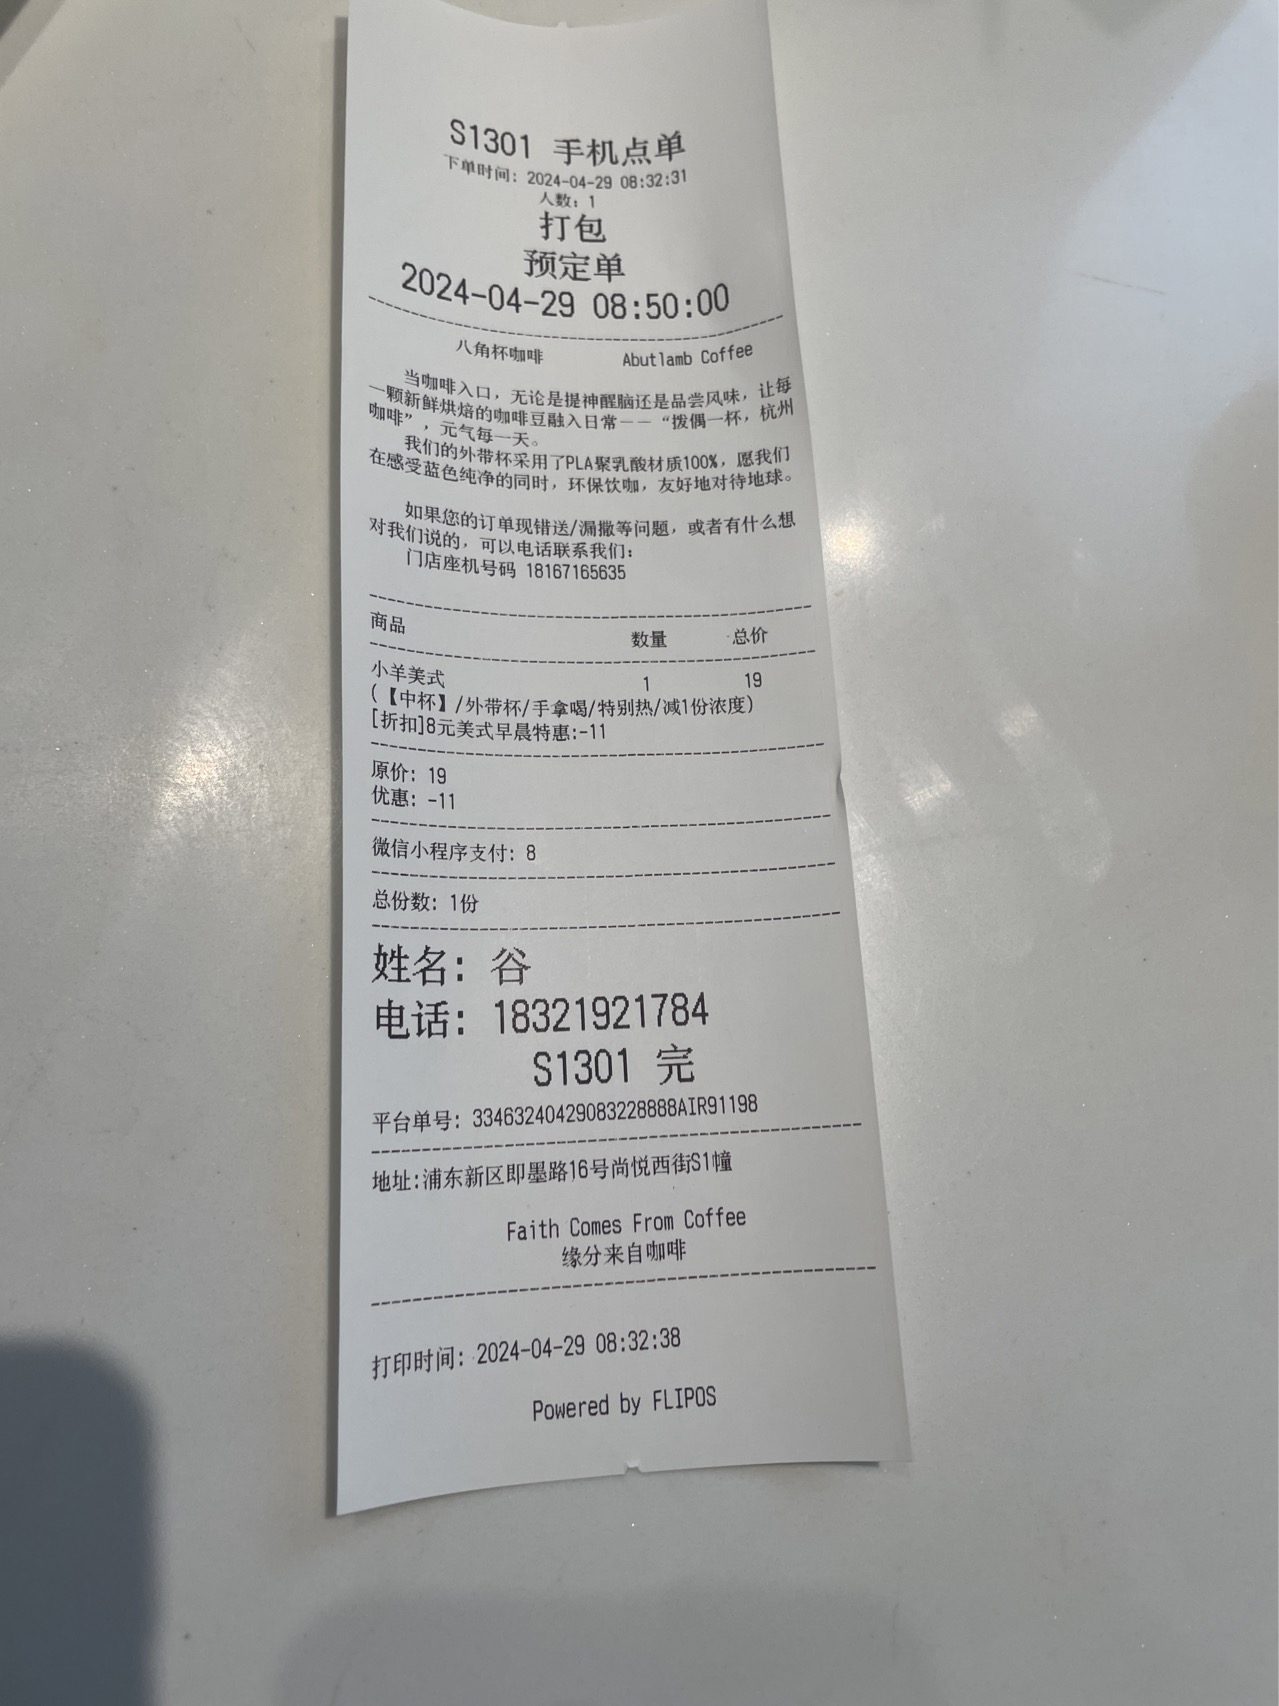 S1301 手机点单
下单时间: 2024-04-29 08:32:31
人数: 1
打包
预定单
2024-04-29 08:50:00
八角杯咖啡 Abutlamb Coffee
当咖啡入口，无论是提神醒脑还是品尝风味，让每
一颗新鲜烘焙的咖啡豆融入日常——“拨偶一杯，杭州
咖啡”，元气每一天。
我们的外带杯采用了PLA聚乳酸材质100%，愿我们
在感受蓝色纯净的同时，环保饮咖，友好地对待地球。
如果您的订单现错送/漏撒等问题，或者有什么想
对我们说的，可以电话联系我们：
门店座机号码 18167165635
商品 数量 总价
小羊美式 1 19
(【中杯】/外带杯/手拿喝/特别热/减1份浓度)
[折扣]8元美式早晨特惠:-11
原价: 19
优惠: -11
微信小程序支付: 8
总份数: 1份
姓名: 谷
电话: 18321921784
S1301 完
平台单号: 33463240429083228888AIR91198
地址:浦东新区即墨路16号尚悦西街S1幢
Faith Comes From Coffee
缘分来自咖啡
打印时间: 2024-04-29 08:32:38
Powered by FLIPOS